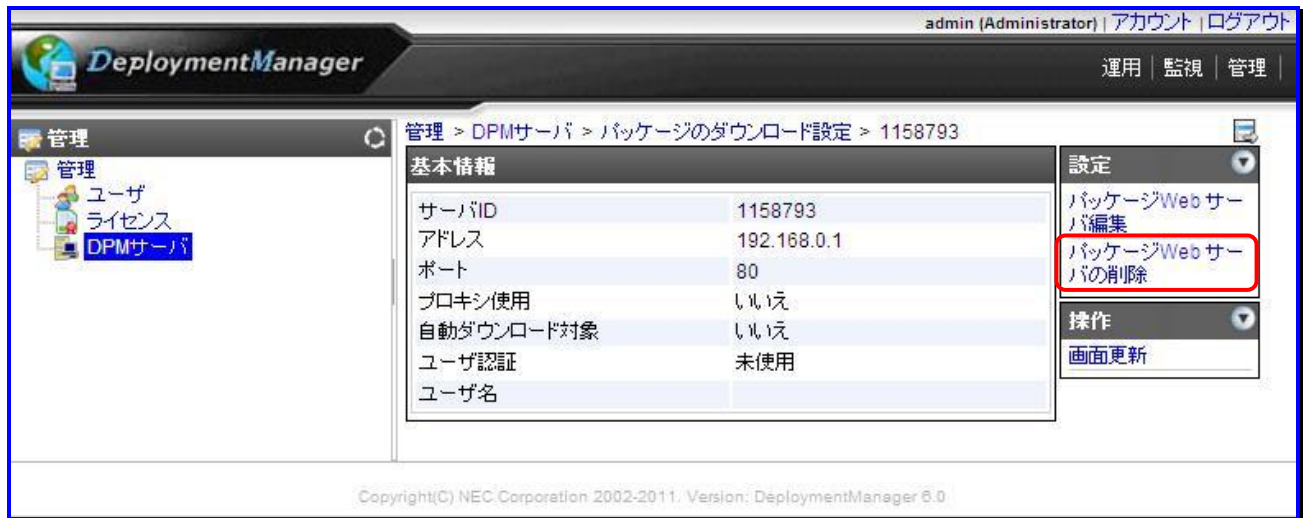 admin (Administrator) | アカウント | ログアウト
DeploymentManager
運用 | 監視 | 管理 |
管理
管理
ユーザ
ライセンス
DPMサーバ
管理 > DPMサーバ > パッケージのダウンロード設定 > 1158793
基本情報
サーバID 1158793
アドレス 192.168.0.1
ポート 80
プロキシ使用 いいえ
自動ダウンロード対象 いいえ
ユーザ認証 未使用
ユーザ名
設定
パッケージWeb サー
バ編集
パッケージWeb サー
バの削除
操作
画面更新
Copyright(C) NEC Corporation 2002-2011. Version: DeploymentManager 6.0